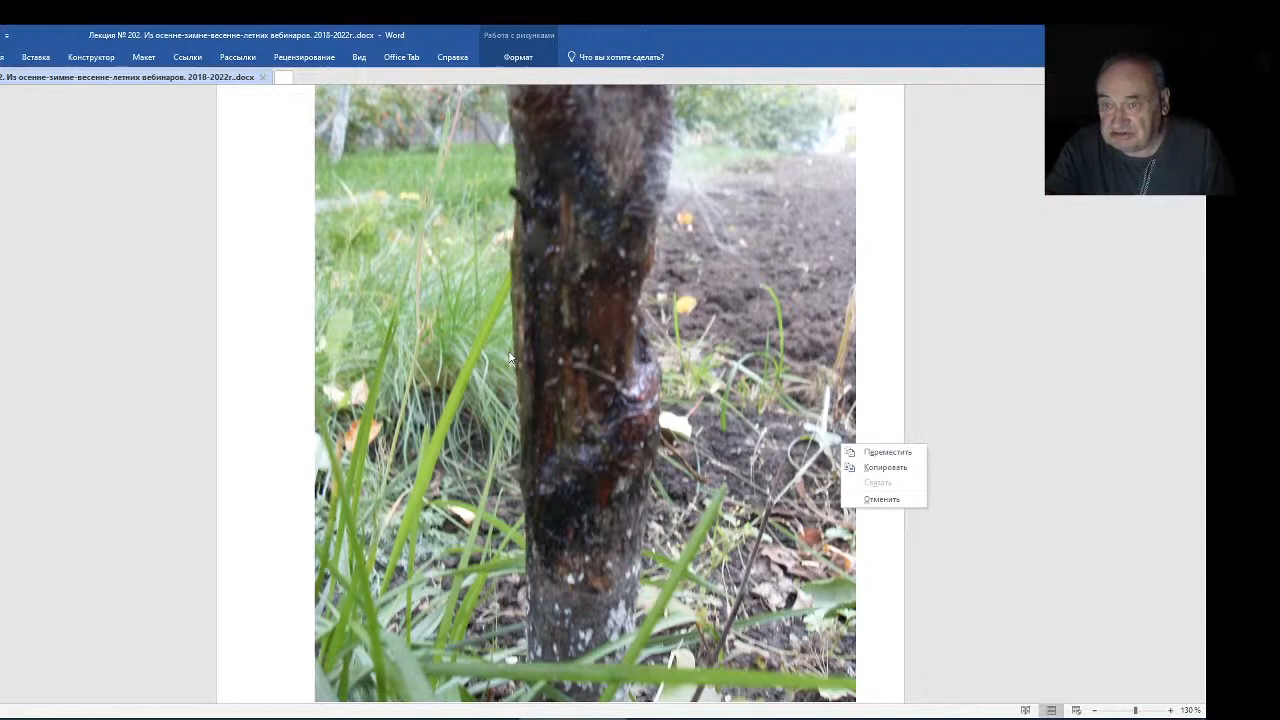 Лекция № 202. Из осенне-зимне-весенне-летних вебинаров. 2018-2022г..docx - Word
Работа с рисунками
Вставка Конструктор Макет Ссылки Рассылки Рецензирование Вид Office Tab Справка Формат Что вы хотите сделать?
2. Из осенне-зимне-весенне-летних вебинаров. 2018-2022г..docx
Переместить
Копировать
Связать
Отменить
130 %